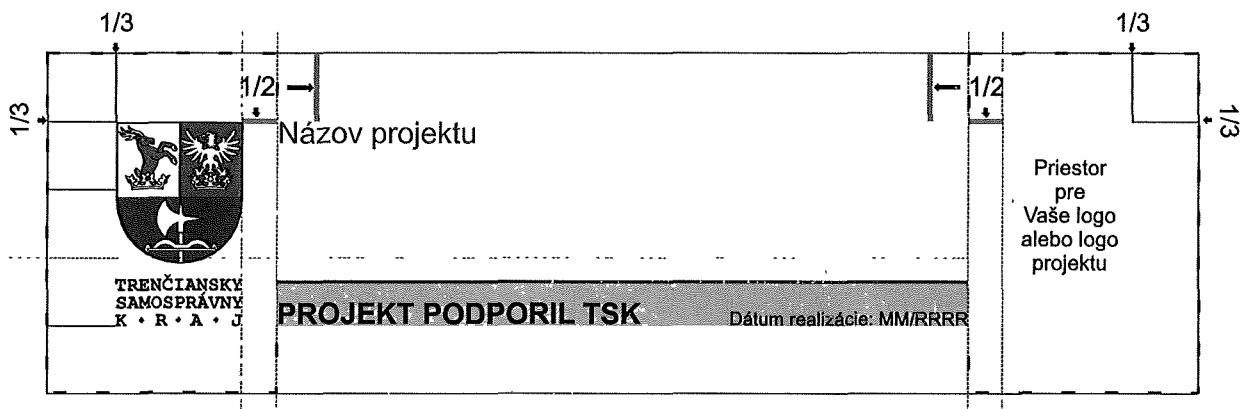 1/3
1/3
1/2
1/2
1/3
1/3
Názov projektu
Priestor
pre
Vaše logo
alebo logo
projektu
TRENČIANSKY
SAMOSPRÁVNY
K · R · A · J
PROJEKT PODPORIL TSK
Dátum realizácie: MM/RRRR